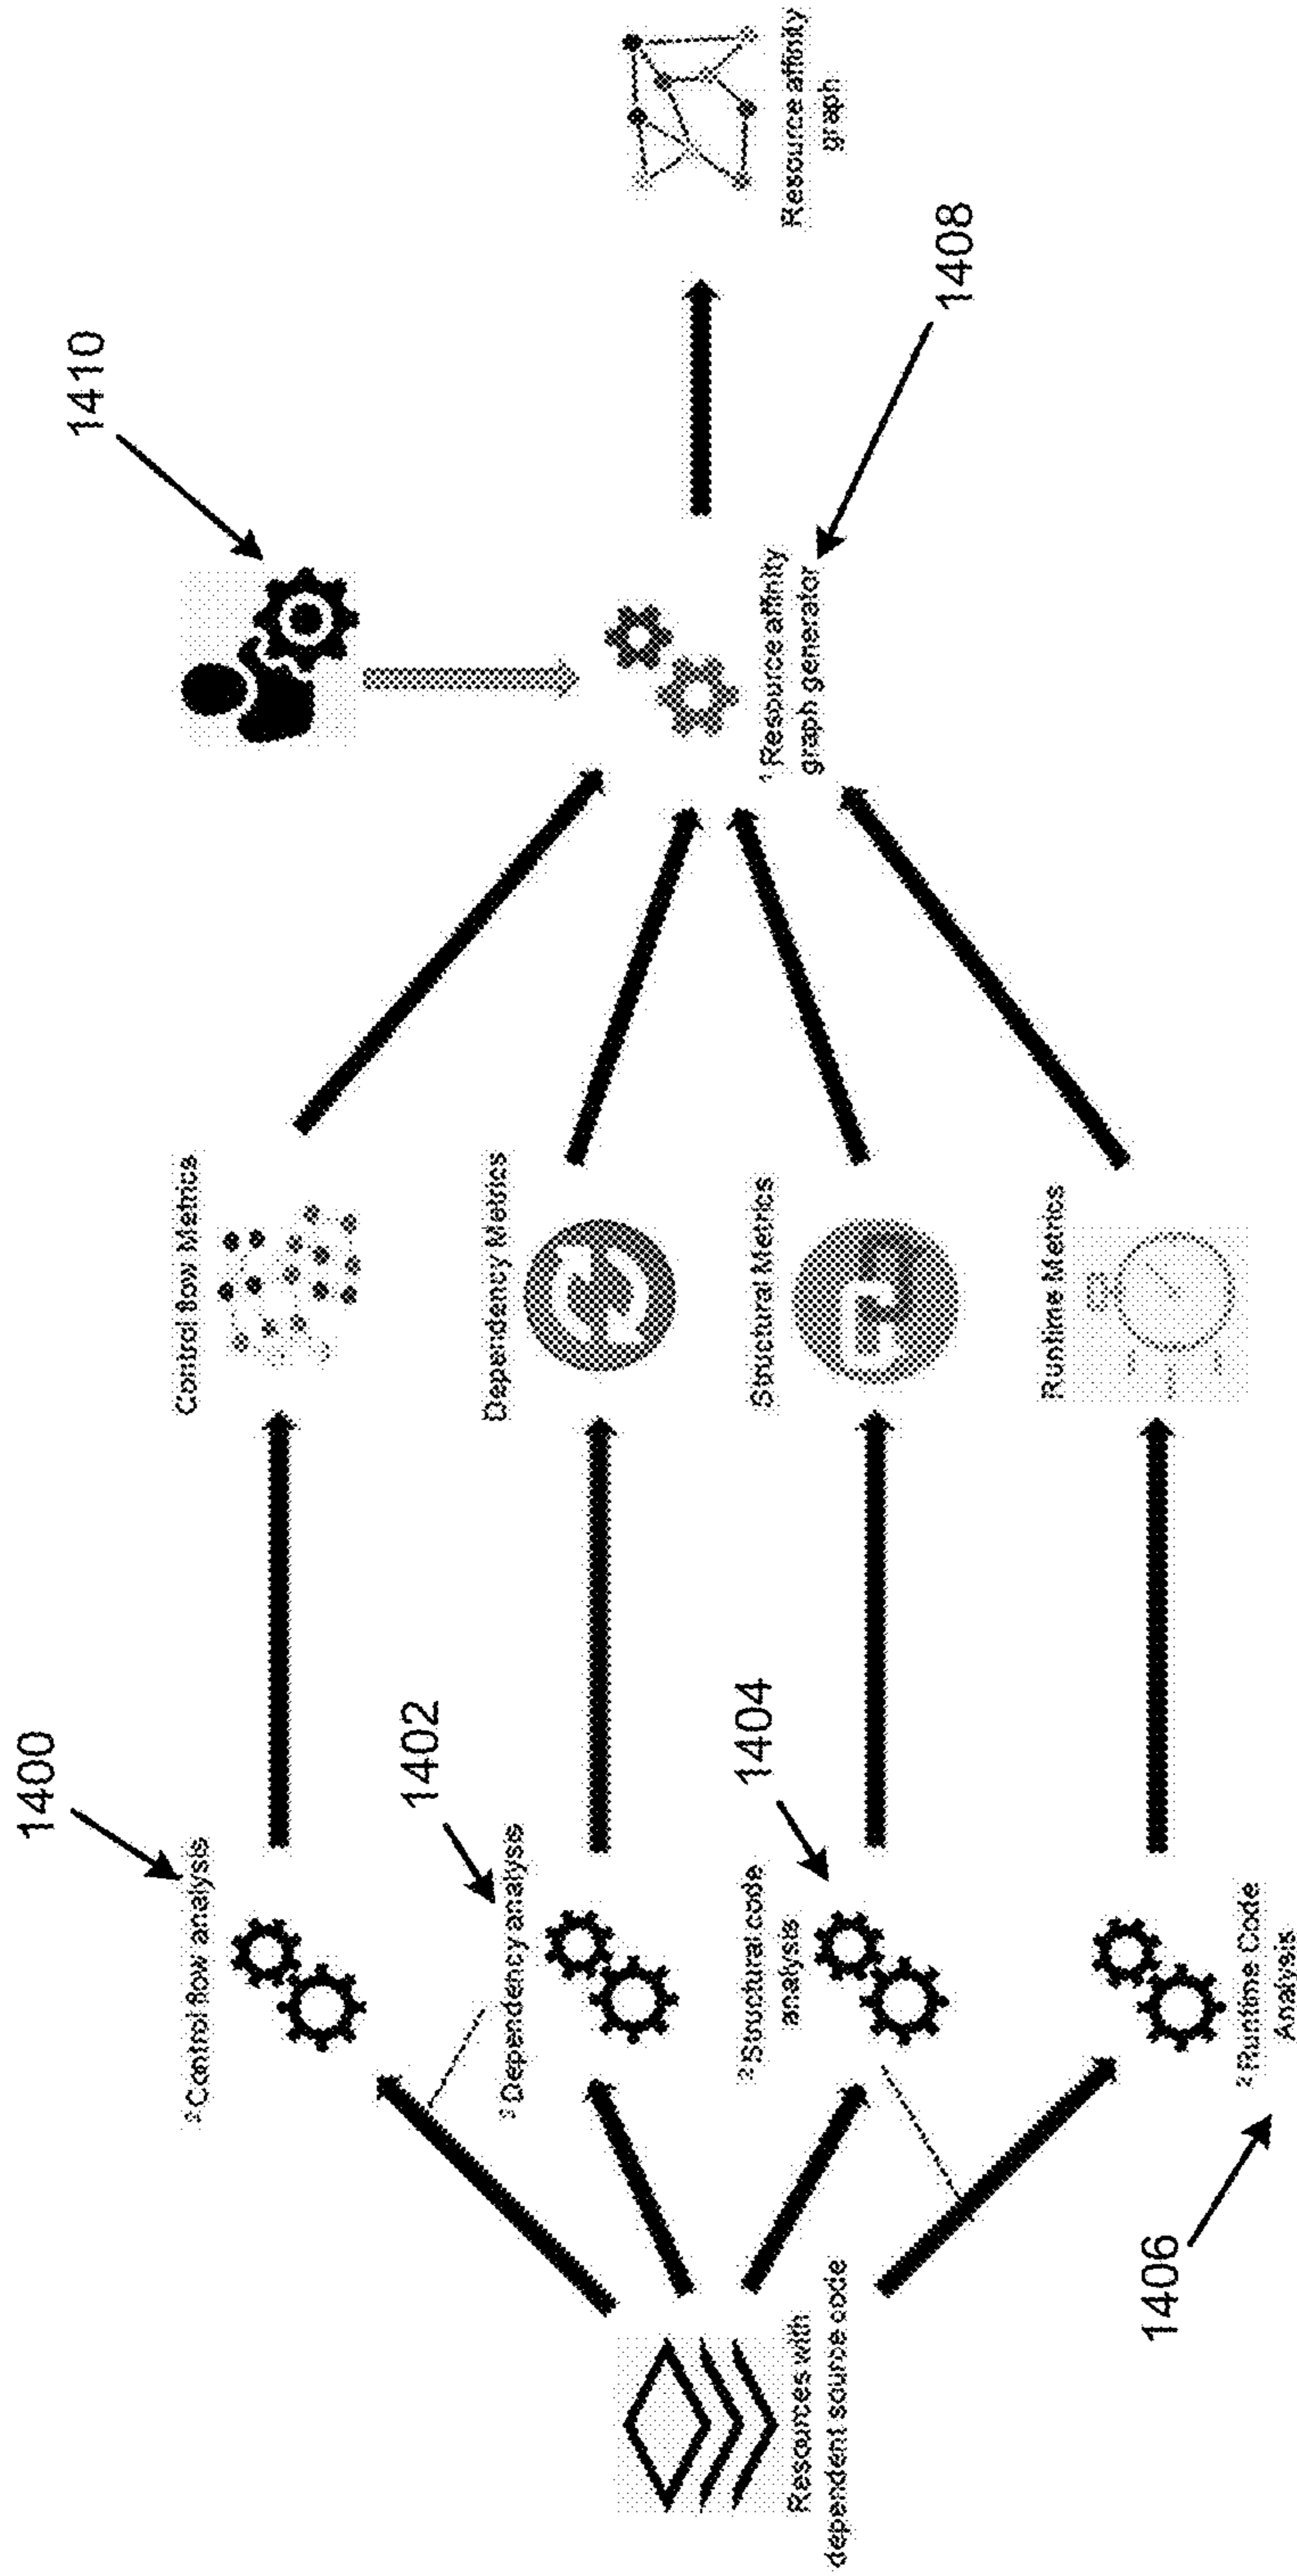 1400
1402
1404
1406
1410
1408
Control flow analysis
Dependency analysis
Structural code
analysis
Runtime Code
Analysis
Resources with
dependent source code
Control flow Metrics
Dependency Metrics
Structural Metrics
Runtime Metrics
1 Resource affinity
graph generator
Resource affinity
graph